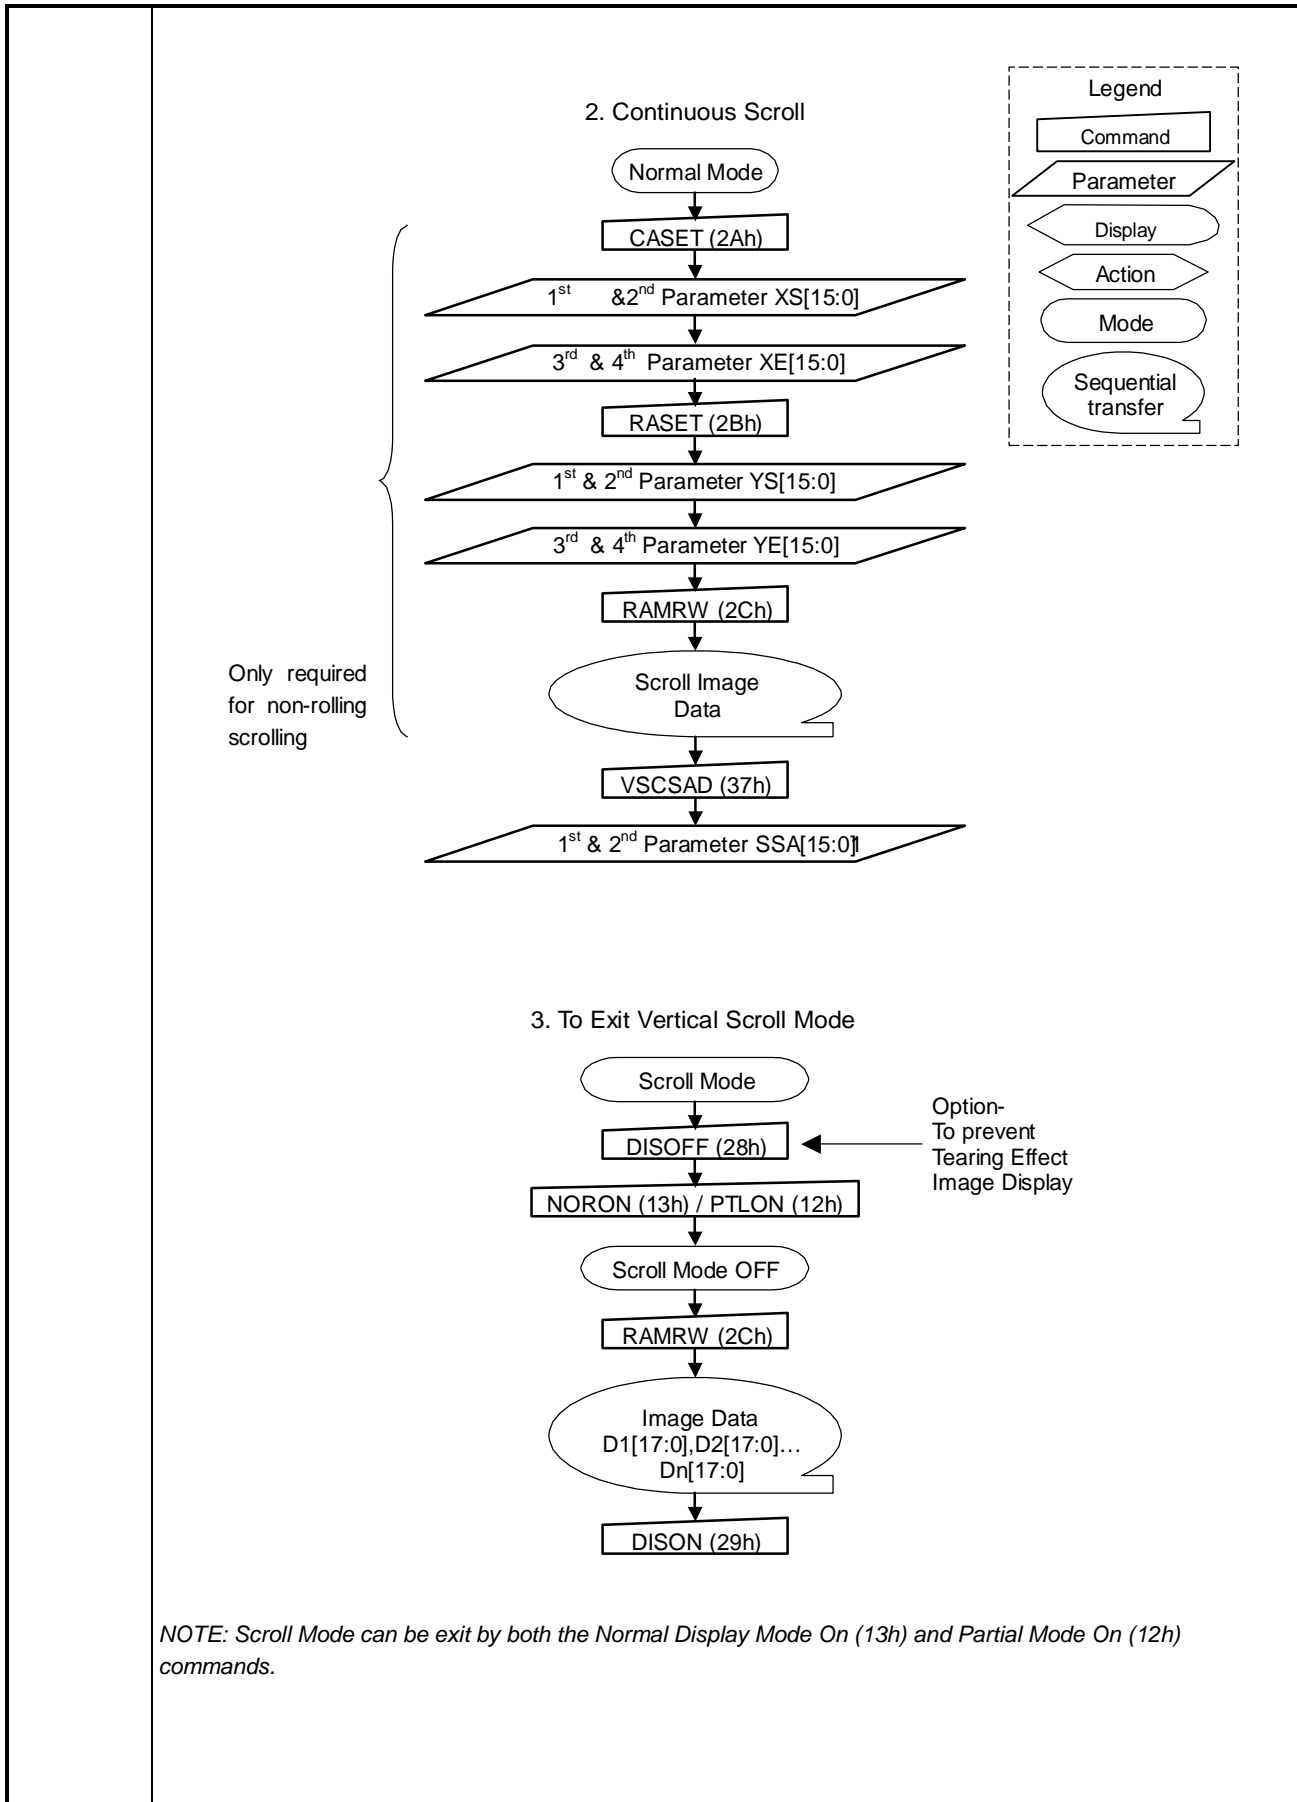 2. Continuous Scroll
Normal Mode
CASET (2Ah)
1st &2nd Parameter XS[15:0]
3rd & 4th Parameter XE[15:0]
RASET (2Bh)
1st & 2nd Parameter YS[15:0]
3rd & 4th Parameter YE[15:0]
RAMRW (2Ch)
Scroll Image
Data
VSCSAD (37h)
1st & 2nd Parameter SSA[15:0]
Only required
for non-rolling
scrolling
Legend
Command
Parameter
Display
Action
Mode
Sequential
transfer
3. To Exit Vertical Scroll Mode
Scroll Mode
DISOFF (28h)
Option-
To prevent
Tearing Effect
Image Display
NORON (13h) / PTLON (12h)
Scroll Mode OFF
RAMRW (2Ch)
Image Data
D1[17:0],D2[17:0]…
Dn[17:0]
DISON (29h)
NOTE: Scroll Mode can be exit by both the Normal Display Mode On (13h) and Partial Mode On (12h)
commands.